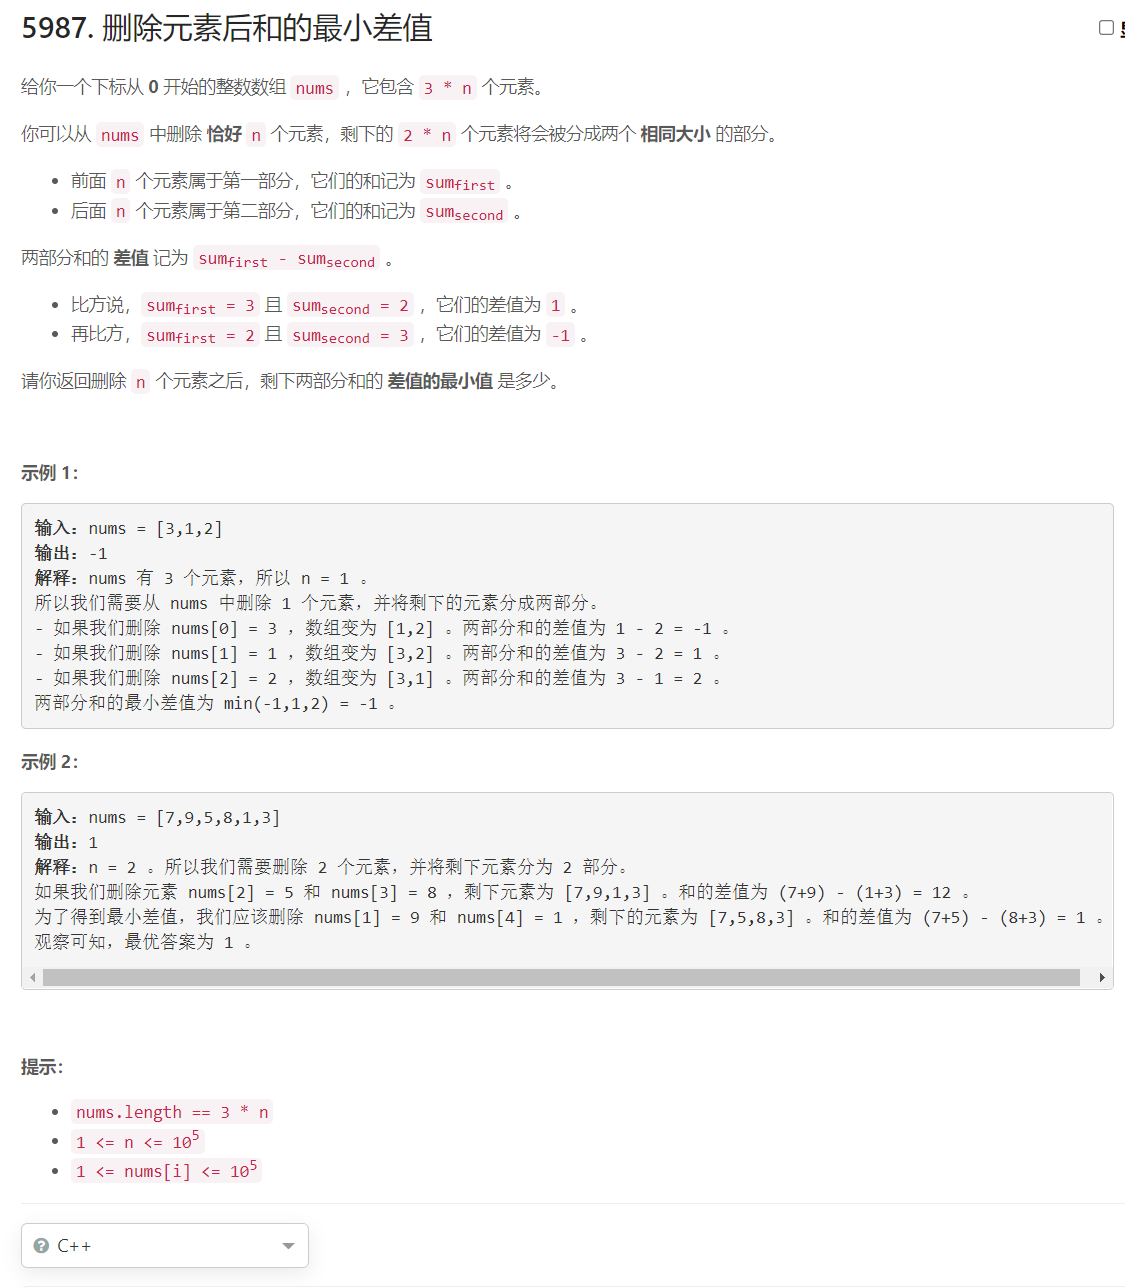 5987. 删除元素后和的最小差值
给你一个下标从 0 开始的整数数组 nums ，它包含 3 * n 个元素。
你可以从 nums 中删除 恰好 n 个元素，剩下的 2 * n 个元素将会被分成两个 相同大小 的部分。
• 前面 n 个元素属于第一部分，它们的和记为 sumfirst 。
• 后面 n 个元素属于第二部分，它们的和记为 sumsecond 。
两部分和的 差值 记为 sumfirst - sumsecond 。
• 比方说，sumfirst = 3 且 sumsecond = 2 ，它们的差值为 1 。
• 再比方，sumfirst = 2 且 sumsecond = 3 ，它们的差值为 -1 。
请你返回删除 n 个元素之后，剩下两部分和的 差值的最小值 是多少。
示例 1：
输入：nums = [3,1,2]
输出：-1
解释：nums 有 3 个元素，所以 n = 1 。
所以我们需要从 nums 中删除 1 个元素，并将剩下的元素分成两部分。
- 如果我们删除 nums[0] = 3 ，数组变为 [1,2] 。两部分和的差值为 1 - 2 = -1 。
- 如果我们删除 nums[1] = 1 ，数组变为 [3,2] 。两部分和的差值为 3 - 2 = 1 。
- 如果我们删除 nums[2] = 2 ，数组变为 [3,1] 。两部分和的差值为 3 - 1 = 2 。
两部分和的最小差值为 min(-1,1,2) = -1 。
示例 2：
输入：nums = [7,9,5,8,1,3]
输出：1
解释：n = 2 。所以我们需要删除 2 个元素，并将剩下元素分为 2 部分。
如果我们删除元素 nums[2] = 5 和 nums[3] = 8 ，剩下元素为 [7,9,1,3] 。和的差值为 (7+9) - (1+3) = 12 。
为了得到最小差值，我们应该删除 nums[1] = 9 和 nums[4] = 1 ，剩下的元素为 [7,5,8,3] 。和的差值为 (7+5) - (8+3) = 1 。
观察可知，最优答案为 1 。
提示：
• nums.length == 3 * n
• 1 <= n <= 10⁵
• 1 <= nums[i] <= 10⁵
C++